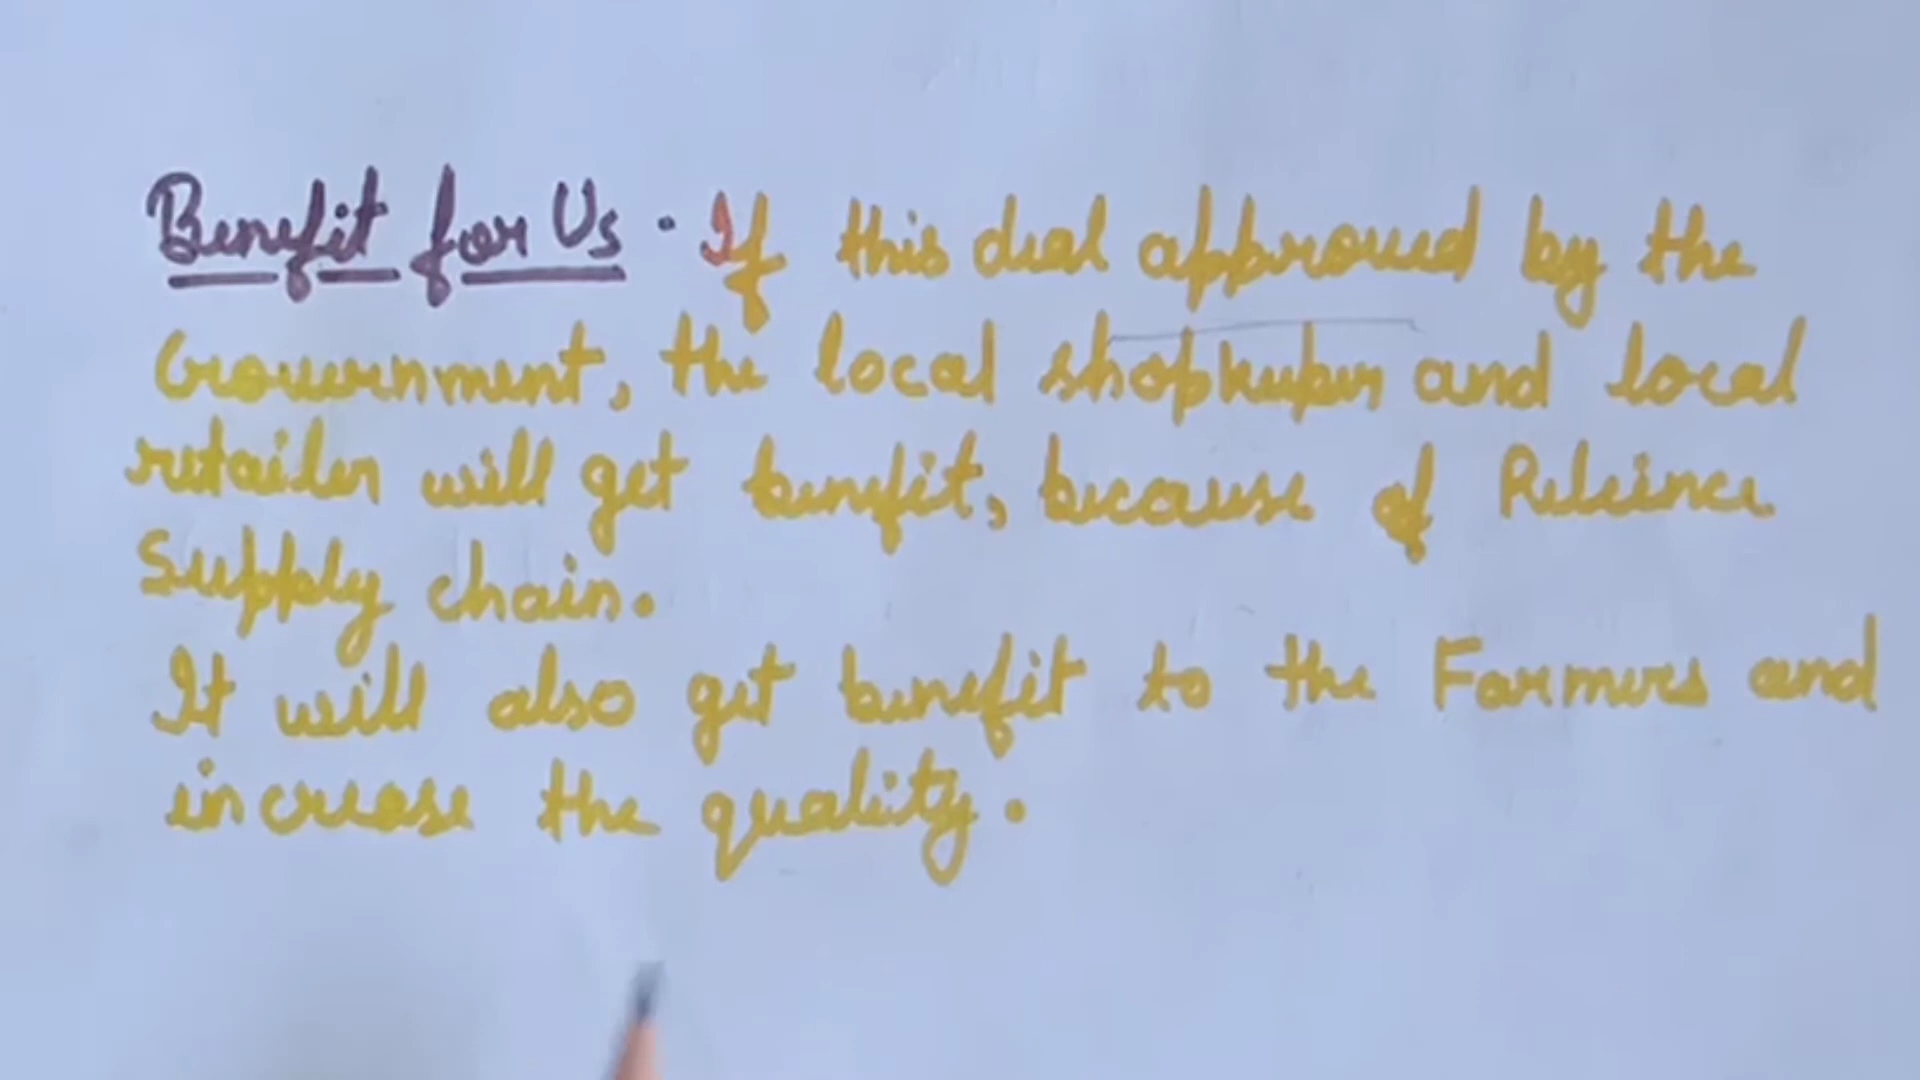 Benefit for Us . If this deal approved by the
Government, the local shopkeeper and local
retailer will get benefit, because of Releince
Supply chain.
It will also get benefit to the Farmers and
increase the quality.